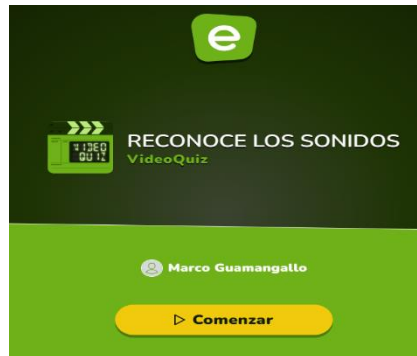 e
VIDEO
QUIZ
RECONOCE LOS SONIDOS
VideoQuiz
Marco Guamangallo
Comenzar